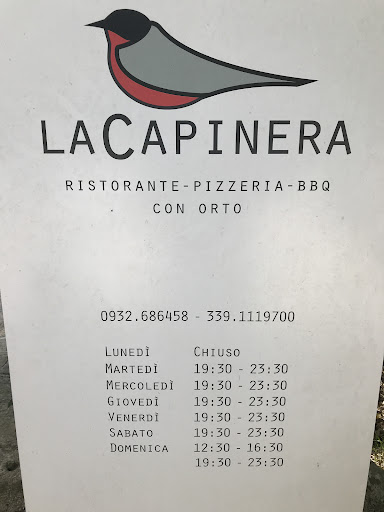 LACAPINERA
RISTORANTE-PIZZERIA-BBQ
CON ORTO
0932.686458 - 339.1119700
LUNEDÌ CHIUSO
MARTEDÌ 19:30 - 23:30
MERCOLEDÌ 19:30 - 23:30
GIOVEDÌ 19:30 - 23:30
VENERDÌ 19:30 - 23:30
SABATO 19:30 - 23:30
DOMENICA 12:30 - 16:30
19:30 - 23:30